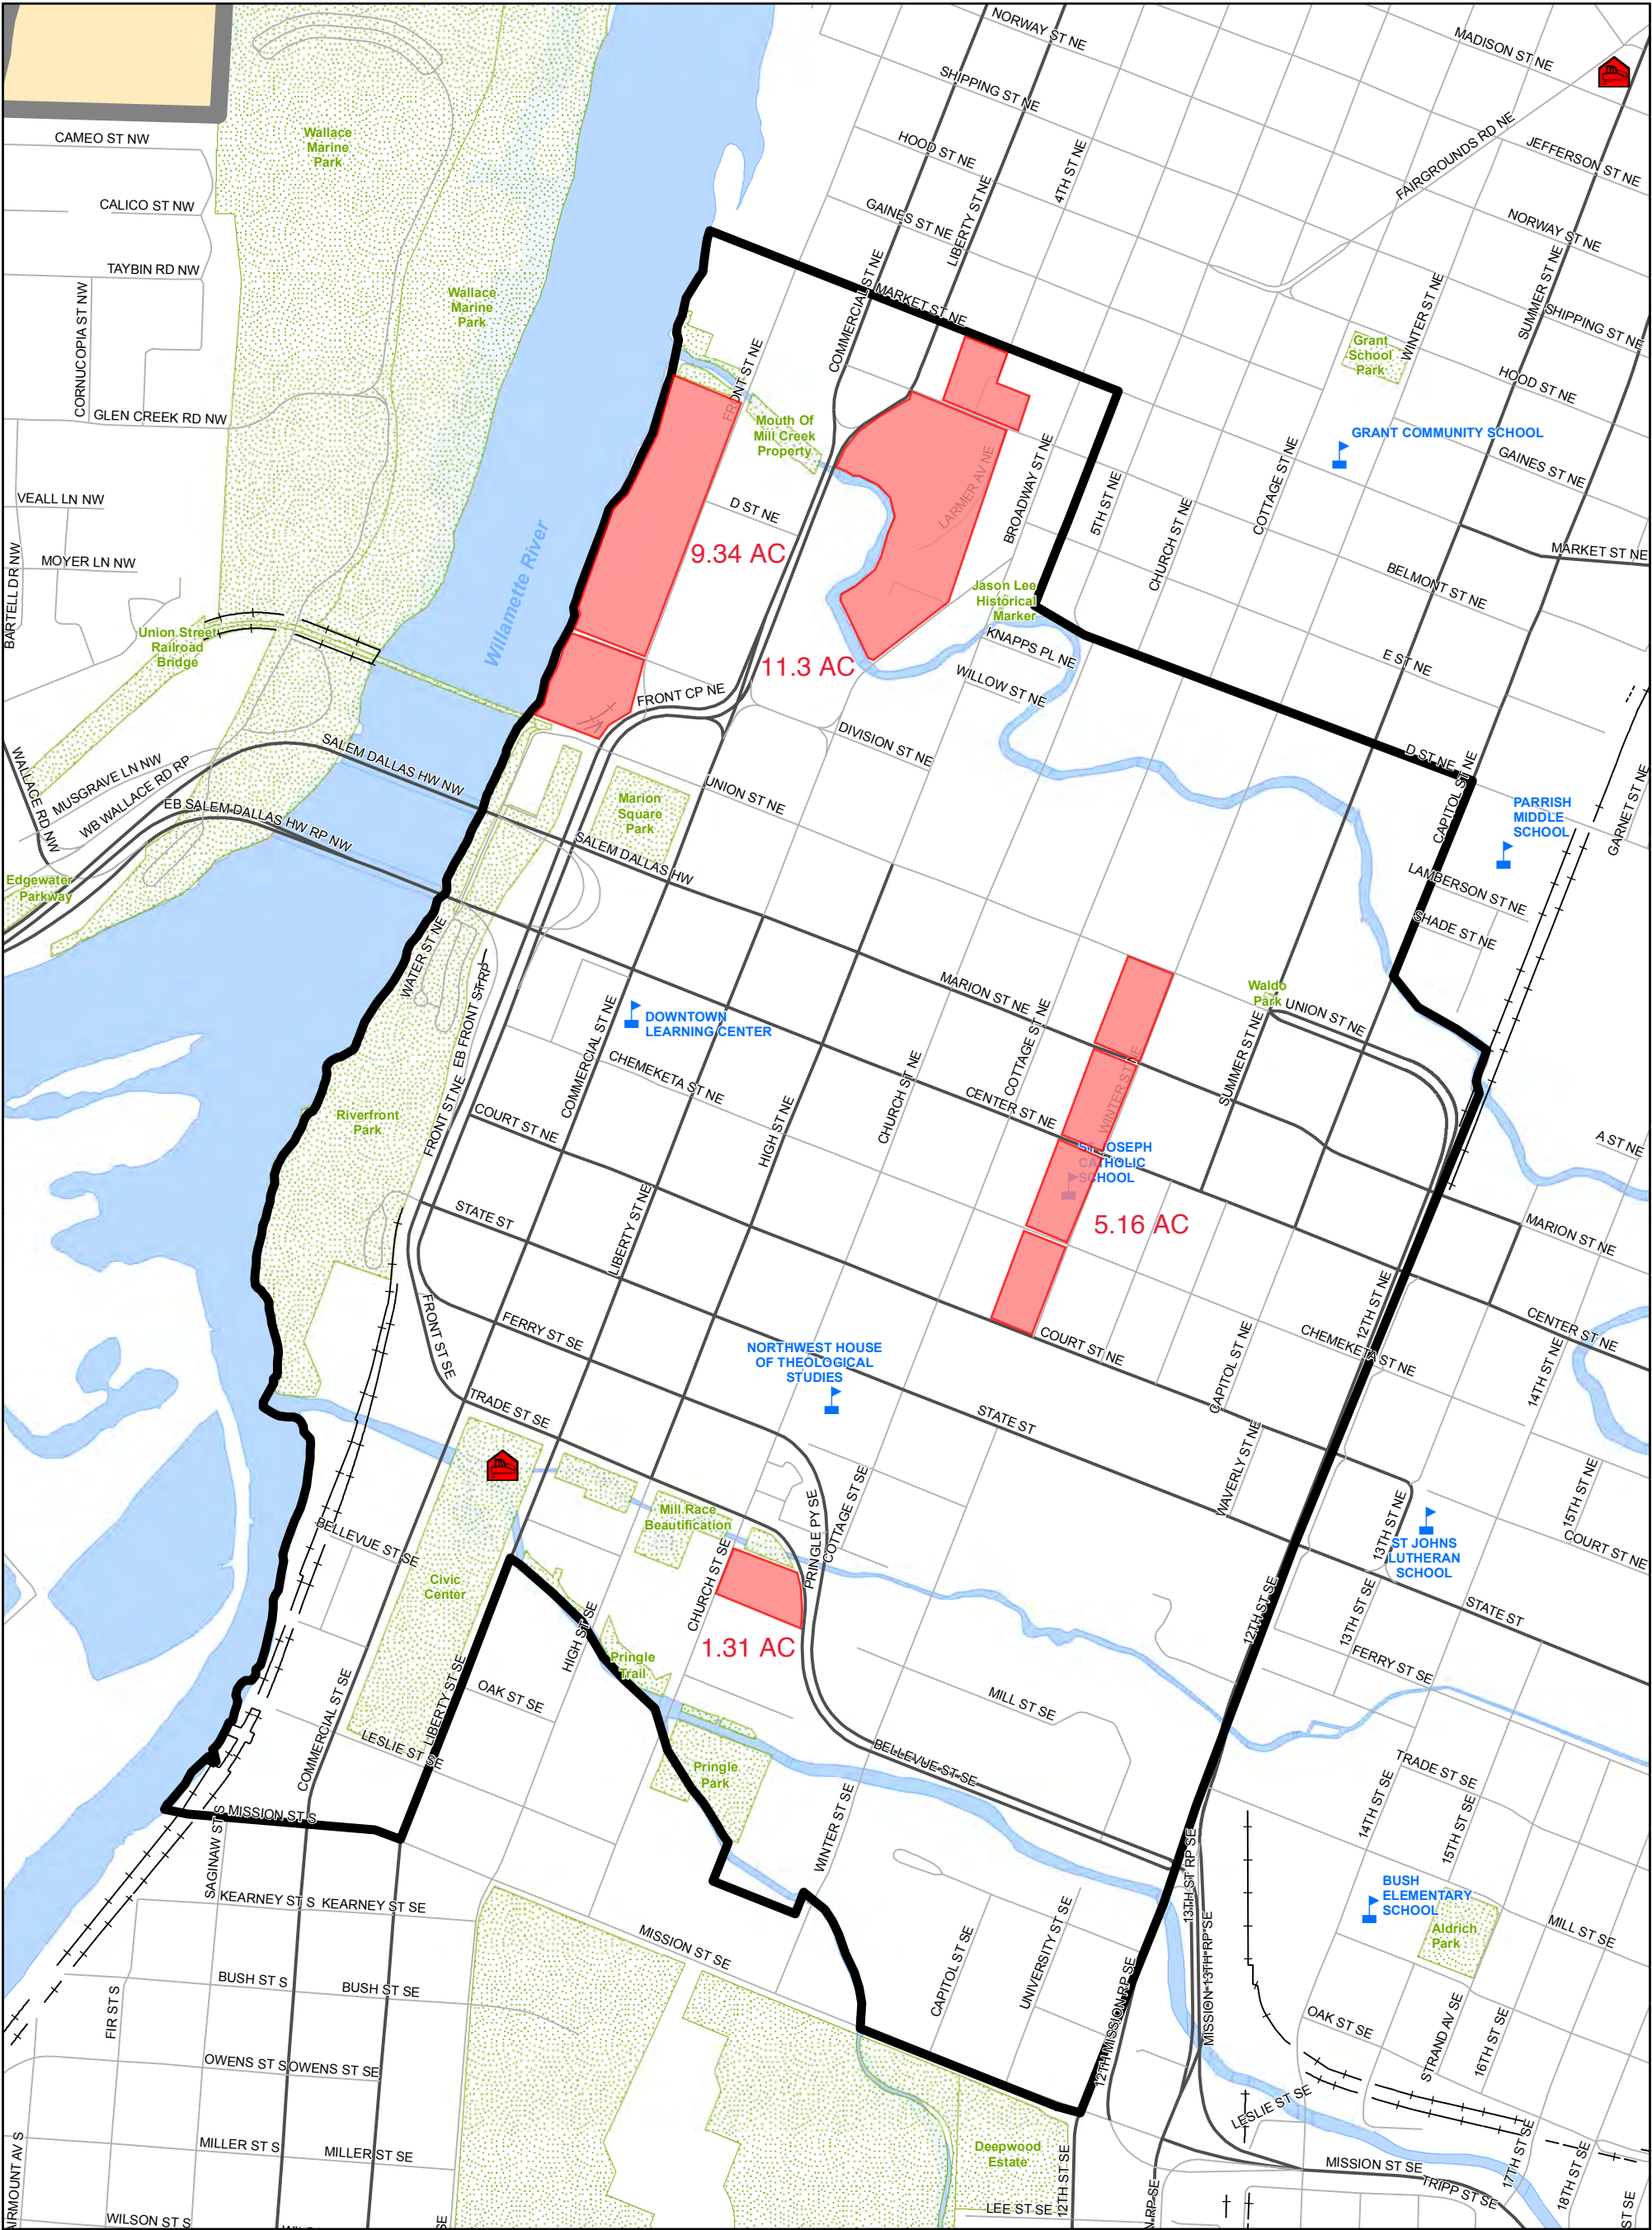 NORWAY ST NE
MADISON ST NE
SHIPPING ST NE
Wallace
Marine
Park
CAMEO ST NW
HOOD ST NE
4TH ST NE
FAIRGROUNDS RD NE
JEFFERSON ST NE
CALICO ST NW
GAINES ST NE
LIBERTY ST NE
NORWAY ST NE
TAYBIN RD NW
CORNUCOPIA ST NW
Wallace
Marine
Park
COMMERCIAL ST NE
MARKET ST NE
WINTER ST NE
SUMMER ST NE
SHIPPING ST NE
Grant
School
Park
FRONT ST NE
HOOD ST NE
GLEN CREEK RD NW
Mouth Of
Mill Creek
Property
GRANT COMMUNITY SCHOOL
COTTAGE ST NE
GAINES ST NE
VEALL LN NW
D ST NE
LARMER AV NE
BROADWAY ST NE
5TH ST NE
CHURCH ST NE
9.34 AC
MARKET ST NE
MOYER LN NW
BARTELL DR NW
Willamette River
Jason Lee
Historical
Marker
BELMONT ST NE
Union Street
Railroad
Bridge
KNAPPS PL NE
E ST NE
11.3 AC
WILLOW ST NE
FRONT CP NE
DIVISION ST NE
SALEM DALLAS HW NW
WALLACE RD NW
MUSGRAVE LN NW
WB WALLACE RD RP
EB SALEM DALLAS HW RP NW
UNION ST NE
Marion
Square
Park
D ST NE
CAPITOL ST NE
GARNET ST NE
PARRISH
MIDDLE
SCHOOL
SALEM DALLAS HW
Edgewater
Parkway
LAMBERSON ST NE
SHADE ST NE
WATER ST NE
EB FRONT ST RP
MARION ST NE
Waldo
Park
UNION ST NE
DOWNTOWN
LEARNING CENTER
COMMERCIAL ST NE
CHEMEKETA ST NE
COTTAGE ST NE
SUMMER ST NE
CHURCH ST NE
CENTER ST NE
WINTER ST NE
Riverfront
Park
FRONT ST NE
COURT ST NE
HIGH ST NE
ST JOSEPH
CATHOLIC
SCHOOL
A ST NE
STATE ST
LIBERTY ST NE
5.16 AC
MARION ST NE
FRONT ST SE
FERRY ST SE
12TH ST NE
CENTER ST NE
NORTHWEST HOUSE
OF THEOLOGICAL
STUDIES
COURT ST NE
CAPITOL ST NE
CHEMEKETA ST NE
14TH ST NE
TRADE ST SE
STATE ST
WAVERLY ST NE
15TH ST NE
COTTAGE ST SE
PRINGLE PY SE
Mill Race
Beautification
13TH ST NE
ST JOHNS
LUTHERAN
SCHOOL
COURT ST NE
BELLEVUE ST SE
Civic
Center
CHURCH ST SE
HIGH ST SE
1.31 AC
12TH ST SE
13TH ST SE
STATE ST
FERRY ST SE
Pringle
Trail
OAK ST SE
MILL ST SE
LIBERTY ST SE
COMMERCIAL ST SE
LESLIE ST SE
BELLEVUE ST SE
Pringle
Park
TRADE ST SE
MISSION ST S
SAGINAW ST S
WINTER ST SE
14TH ST SE
15TH ST SE
13TH ST RP SE
BUSH
ELEMENTARY
SCHOOL
KEARNEY ST S
KEARNEY ST SE
MISSION ST SE
Aldrich
Park
MILL ST SE
CAPITOL ST SE
UNIVERSITY ST SE
MISSION 13TH RP SE
BUSH ST S
BUSH ST SE
FIR ST S
12TH MISSION RP SE
OAK ST SE
STRAND AV SE
16TH ST SE
OWENS ST S
OWENS ST SE
LESLIE ST SE
MILLER ST S
MILLER ST SE
Deepwood
Estate
12TH ST SE
MISSION ST SE
TRIPP ST SE
17TH ST SE
18TH ST SE
LEE ST SE
WILSON ST S